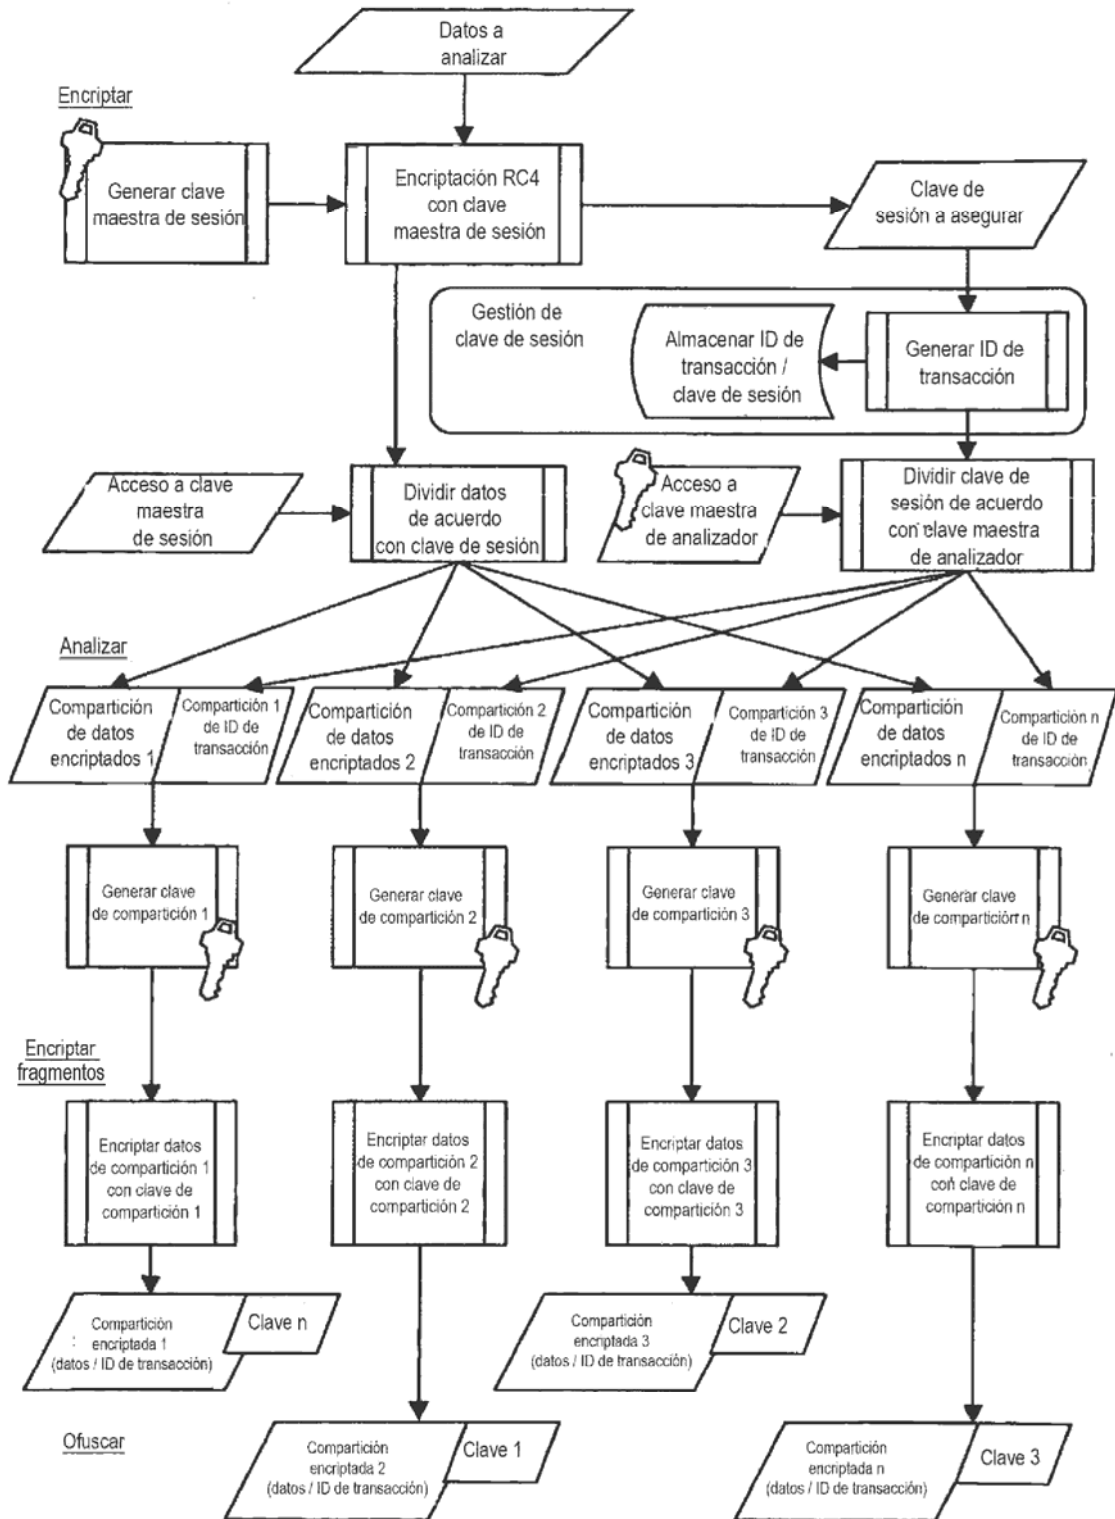 Datos a
analizar
Encriptar
Generar clave
maestra de sesión
Encriptación RC4
con clave
maestra de sesión
Clave de
sesión a asegurar
Gestión de
clave de sesión
Almacenar ID de
transacción /
clave de sesión
Generar ID de
transacción
Acceso a clave
maestra
de sesión
Dividir datos
de acuerdo
con clave de sesión
Acceso a
clave maestra
de analizador
Dividir clave de
sesión de acuerdo
con clave maestra
de analizador
Analizar
Compartición
de datos
encriptados 1
Compartición 1
de ID de
transacción
Compartición
de datos
encriptados 2
Compartición 2
de ID de
transacción
Compartición
de datos
encriptados 3
Compartición 3
de ID de
transacción
Compartición
de datos
encriptados n
Compartición n
de ID de
transacción
Generar clave
de compartición 1
Generar clave
de compartición 2
Generar clave
de compartición 3
Generar clave
de compartición n
Encriptar
fragmentos
Encriptar datos
de compartición 1
con clave de
compartición 1
Encriptar datos
de compartición 2
con clave de
compartición 2
Encriptar datos
de compartición 3
con clave de
compartición 3
Encriptar datos
de compartición n
con clave de
compartición n
Compartición
encriptada 1
(datos / ID de transacción)
Clave n
Compartición
encriptada 3
(datos / ID de transacción)
Clave 2
Ofuscar
Compartición
encriptada 2
(datos / ID de transacción)
Clave 1
Compartición
encriptada n
(datos / ID de transacción)
Clave 3